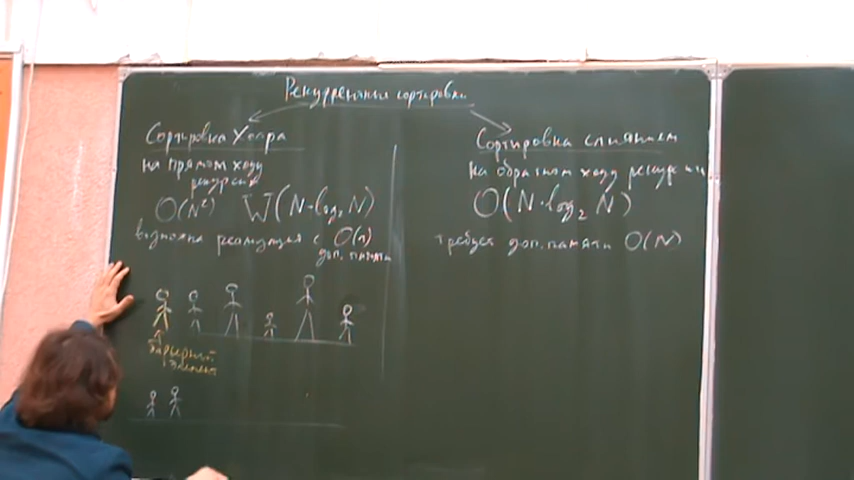 Рекуррентные сортировки
Сортировка Хоара
на прямом ходу
рекурсии
O(N²) W(N·log₂ N)
возможна реализация с O(1)
доп. памяти
барьерный
элемент
Сортировка слиянием
на обратном ходу рекурсии
O(N·log₂ N)
требует доп. памяти O(N)